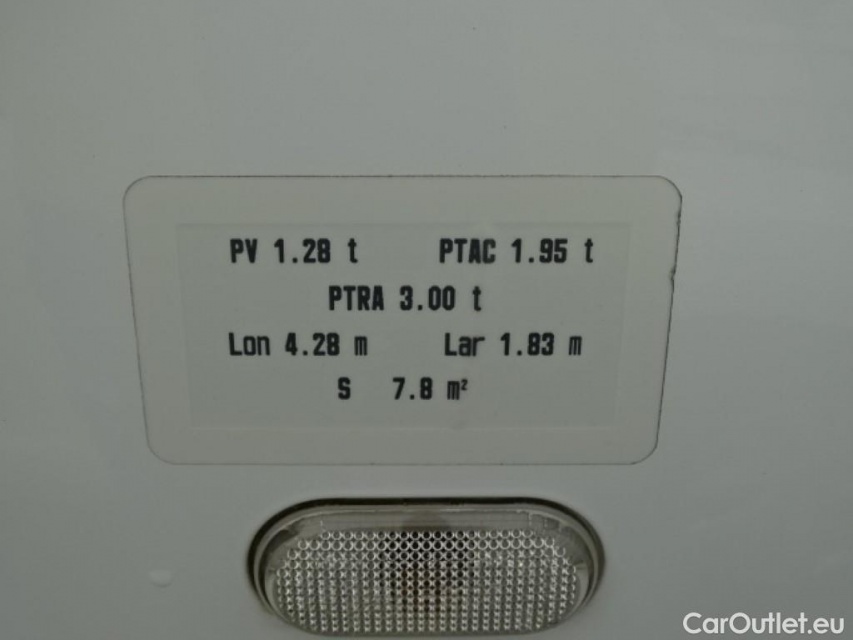 PV 1.28 t PTAC 1.95 t
PTRA 3.00 t
Lon 4.28 m Lar 1.83 m
S 7.8 m²
CarOutlet.eu